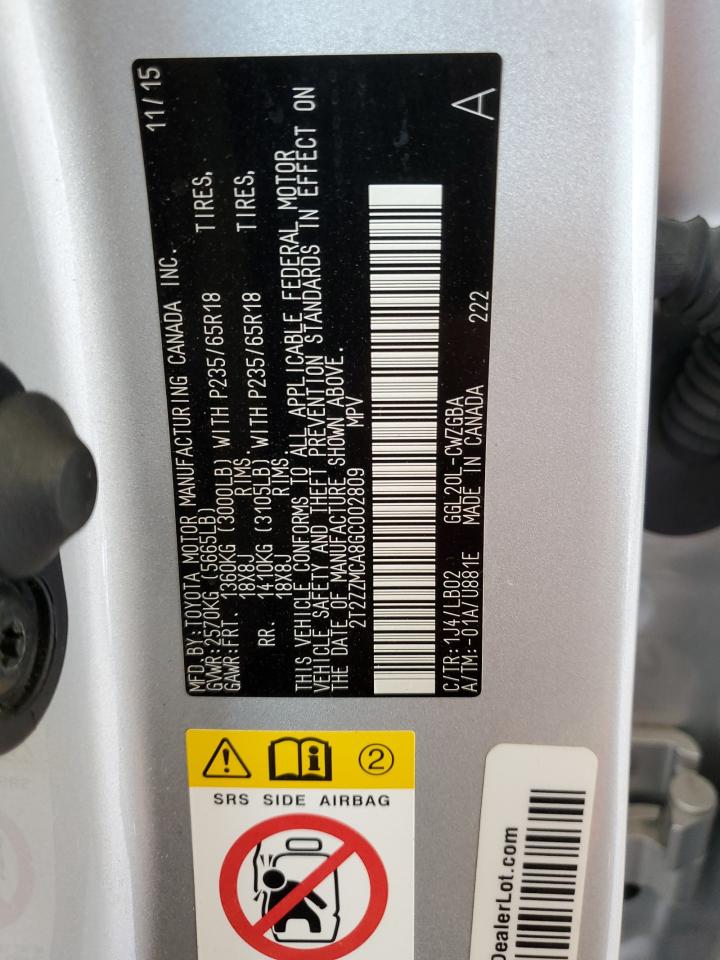 11/15
MFD BY:TOYOTA MOTOR MANUFACTURING CANADA INC.
GVWR:2570KG (5665LB)
GAWR:FRT. 1360KG (3000LB) WITH P235/65R18 TIRES,
18X8J RIMS.
RR. 1410KG (3105LB) WITH P235/65R18 TIRES,
18X8J RIMS.
THIS VEHICLE CONFORMS TO ALL APPLICABLE FEDERAL MOTOR
VEHICLE SAFETY AND THEFT PREVENTION STANDARDS IN EFFECT ON
THE DATE OF MANUFACTURE SHOWN ABOVE.
2T2ZZMCA8GC002809 MPV
A
C/TR:1J4/LB02 GGL20L-CWZGBA
A/TM:-01A/U881E MADE IN CANADA 222
2
SRS SIDE AIRBAG
DealerLot.com